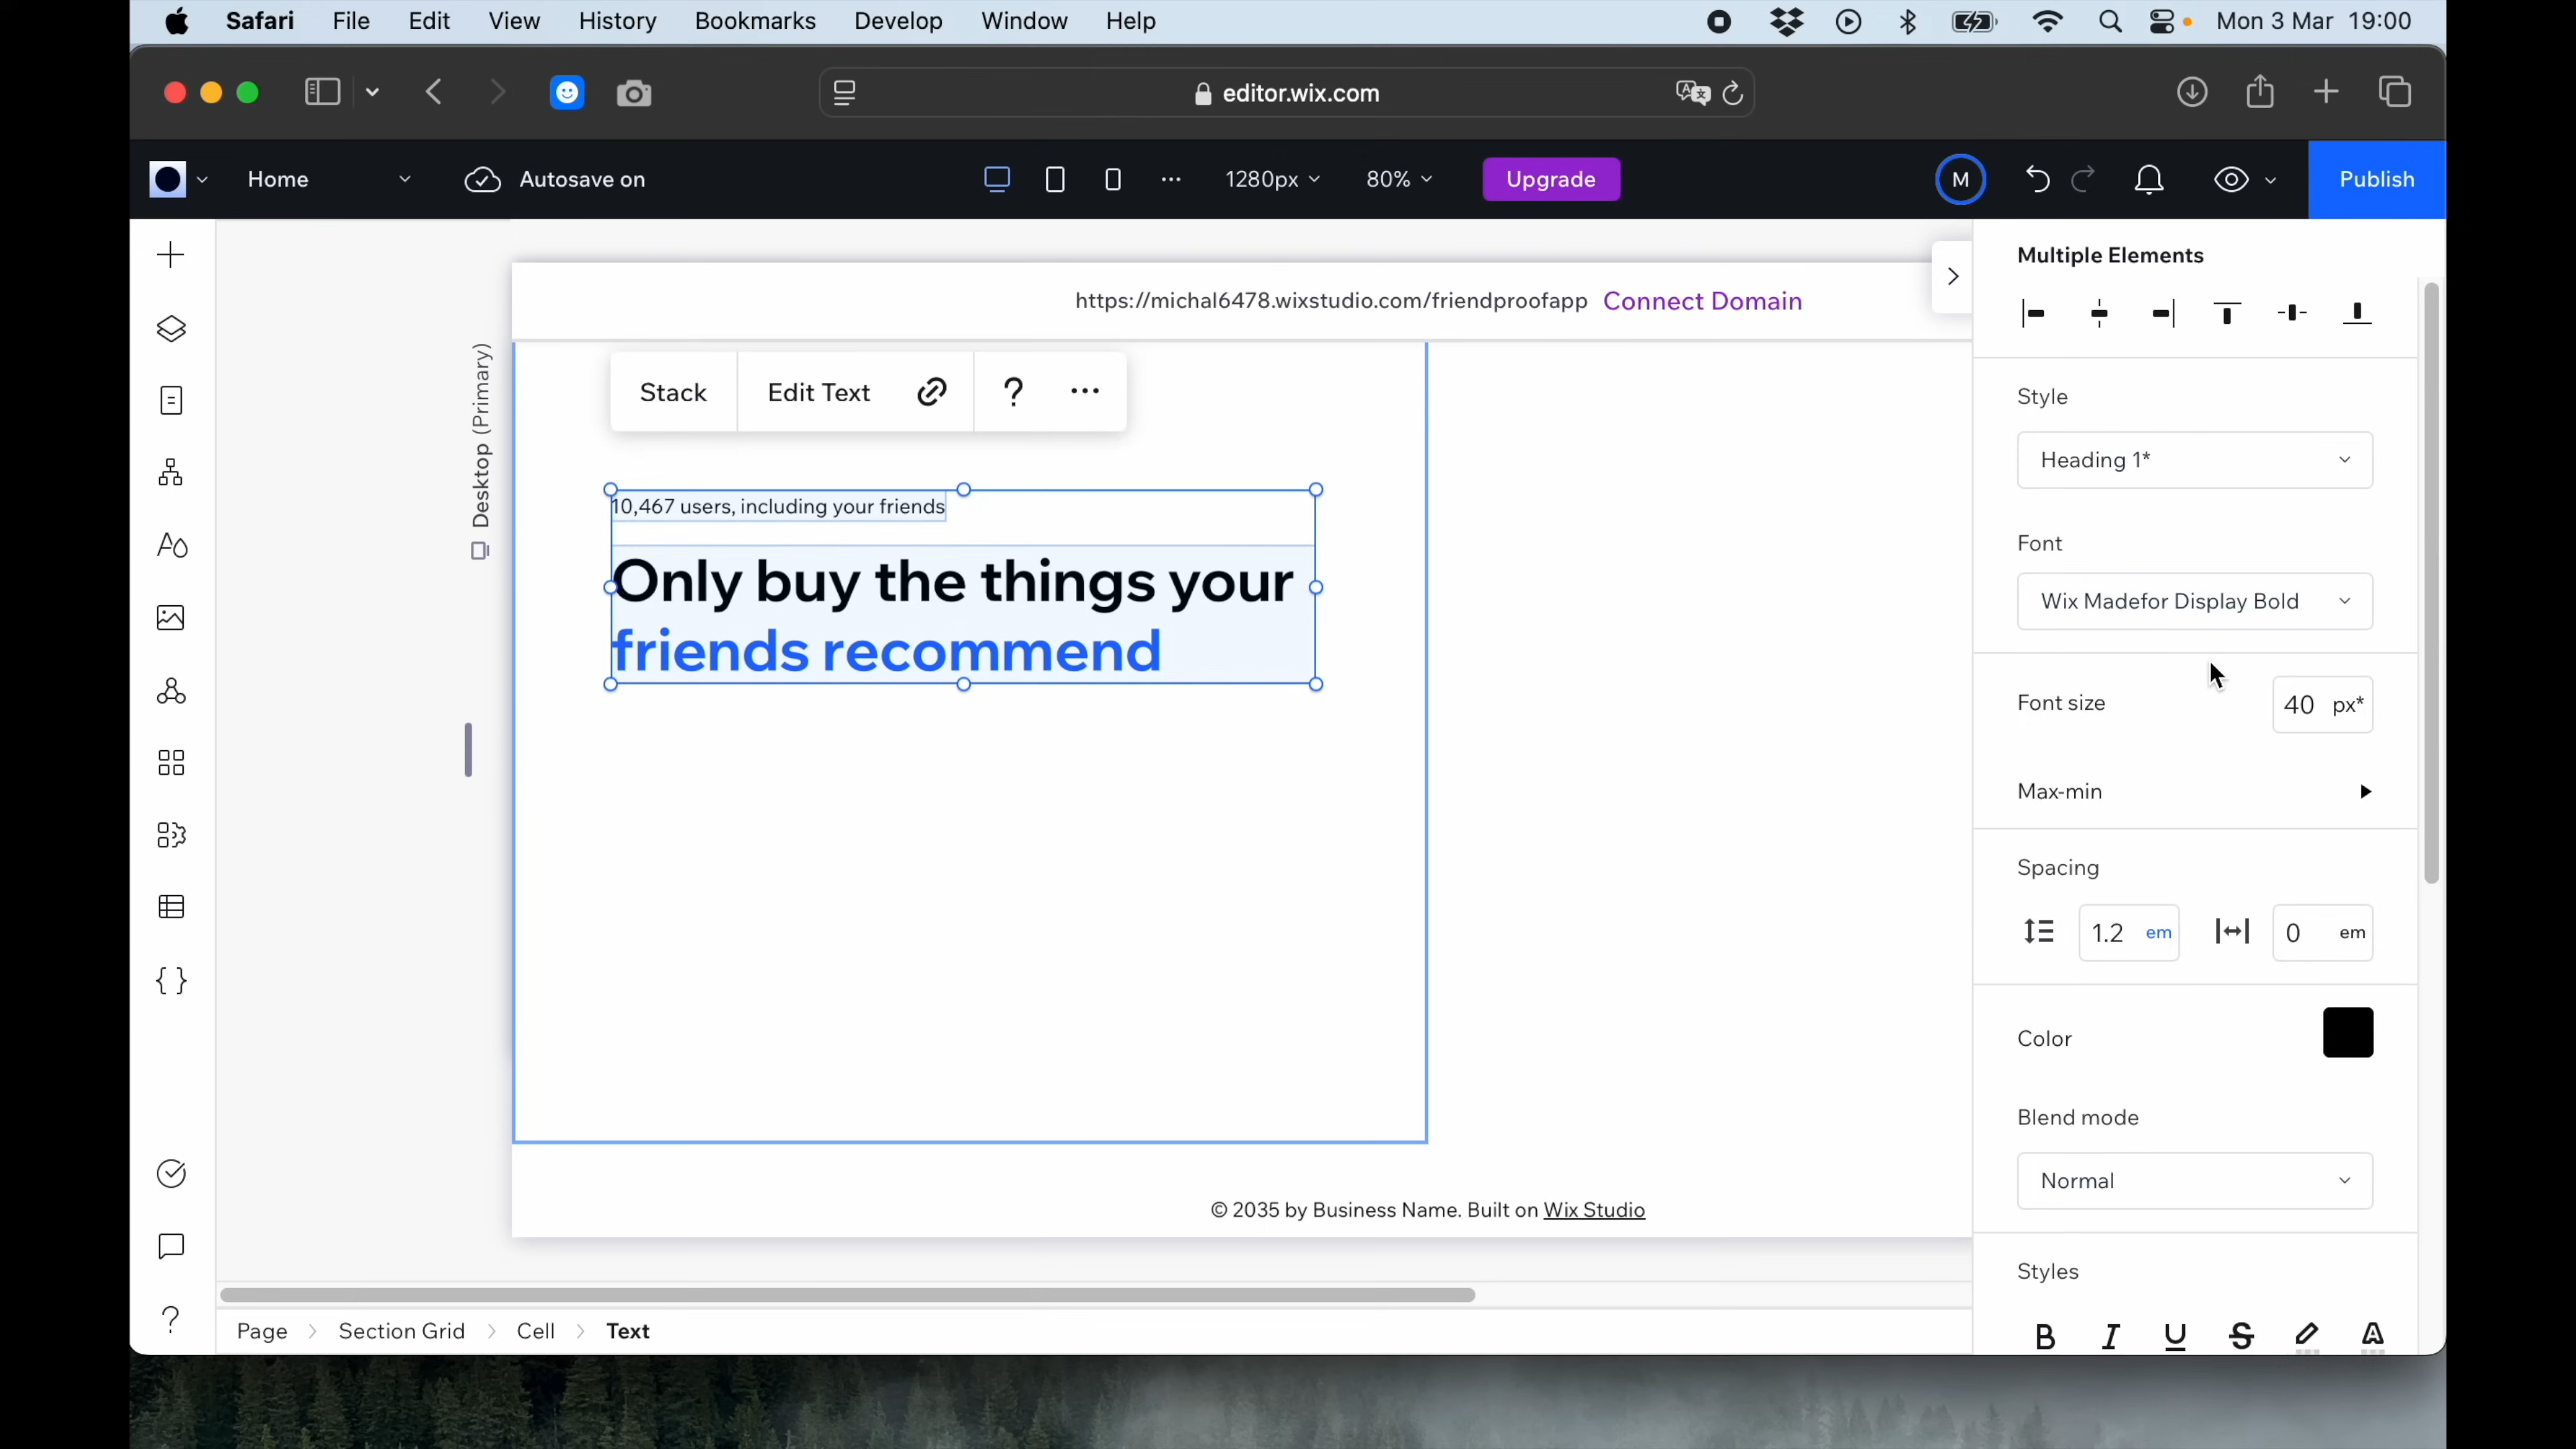 Safari File Edit View History Bookmarks Develop Window Help Mon 3 Mar 19:00
editor.wix.com
Home Autosave on 1280px 80% Upgrade M Publish
Multiple Elements
https://michal6478.wixstudio.com/friendproofapp Connect Domain
Desktop (Primary)
Stack Edit Text ? ...
10,467 users, including your friends
Only buy the things your
friends recommend
Style
Heading 1*
Font
Wix Madefor Display Bold
Font size 40 px*
Max-min
Spacing
1.2 em 0 em
Color
Blend mode
Normal
Styles
B I U S A
© 2035 by Business Name. Built on Wix Studio
Page > Section Grid > Cell > Text